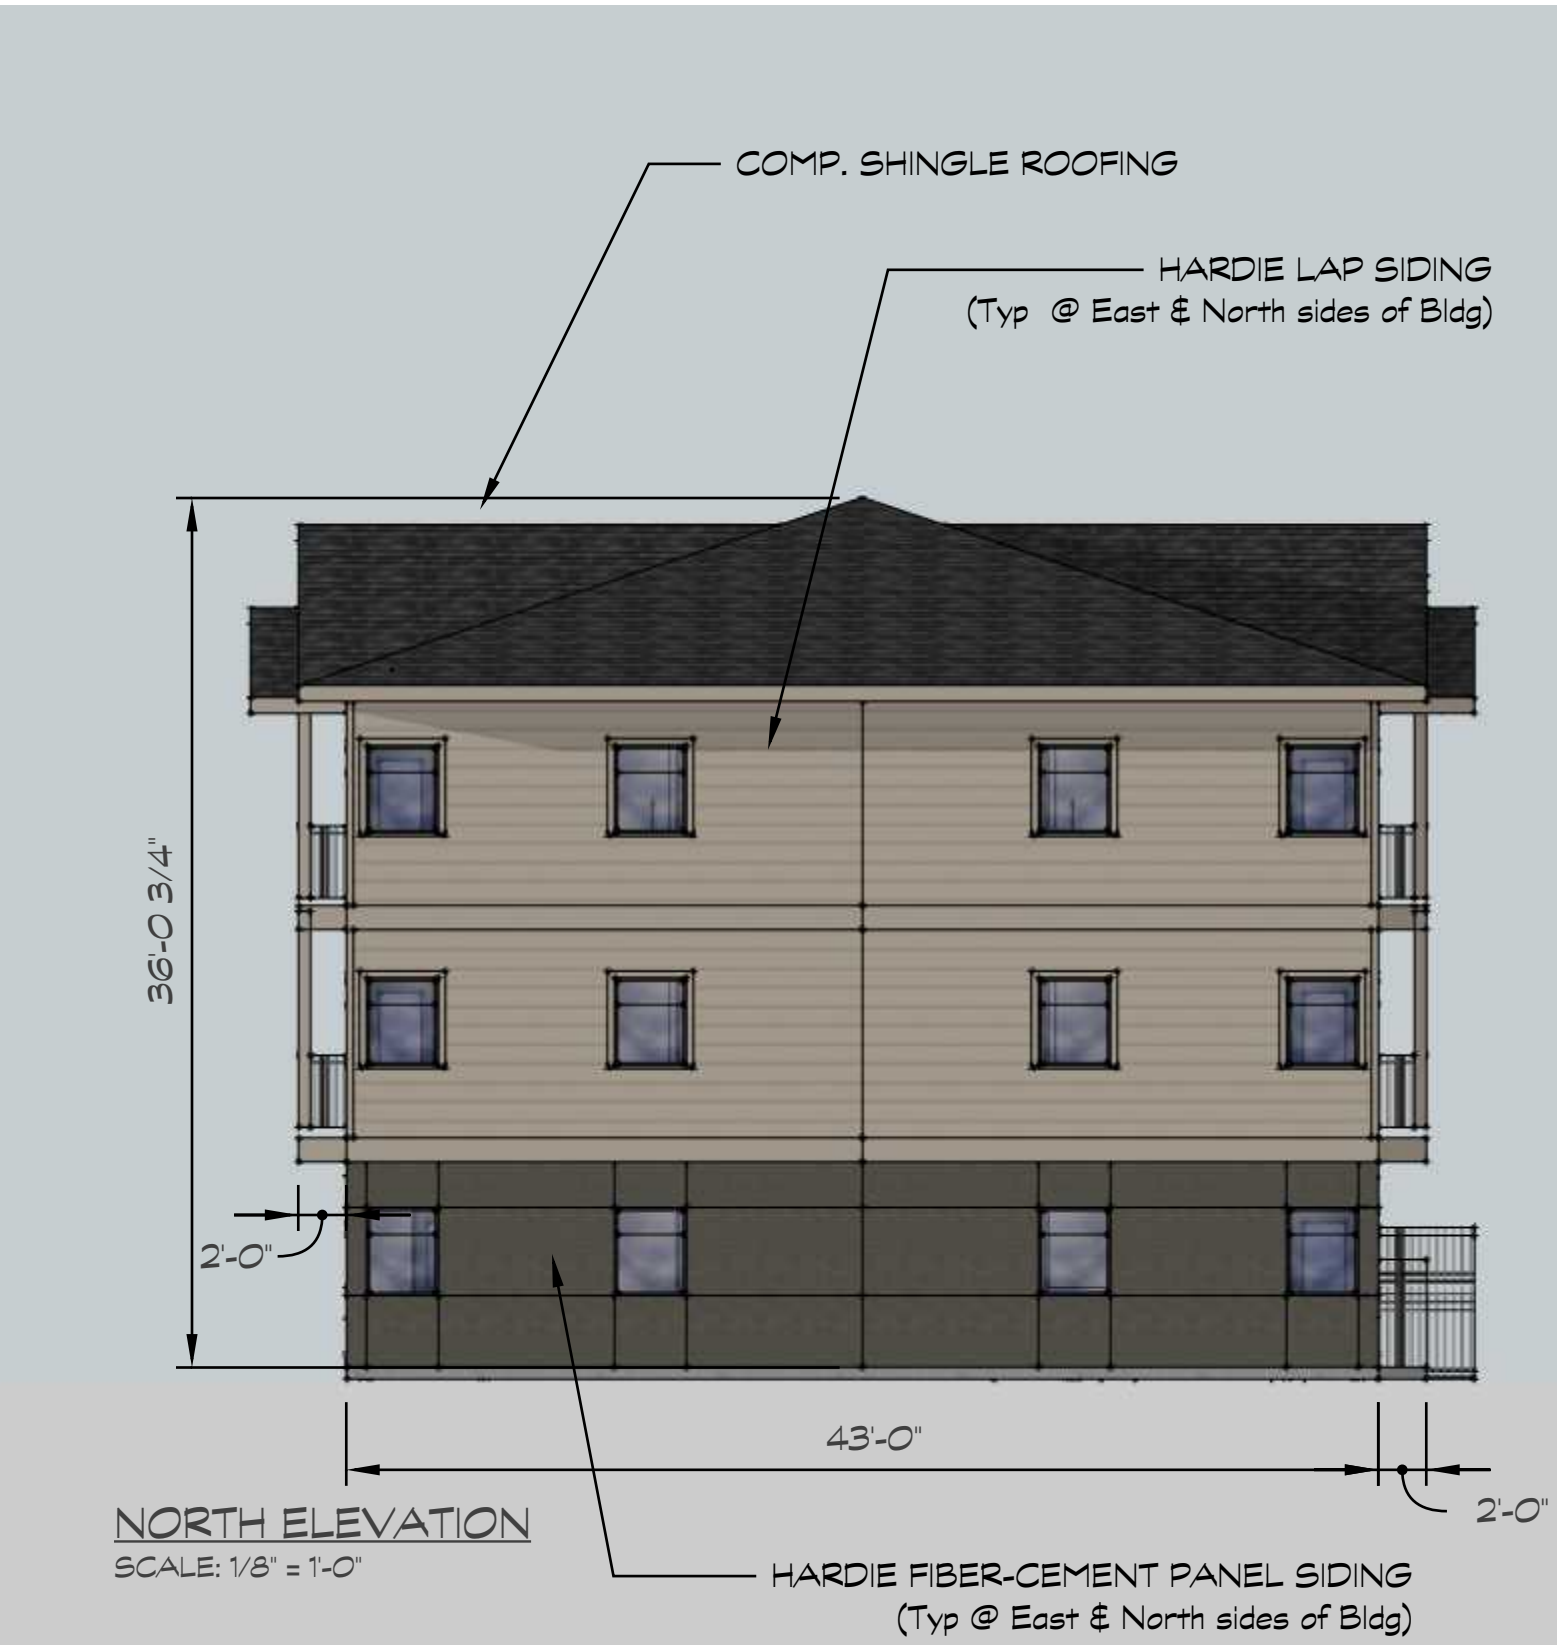 COMP. SHINGLE ROOFING
HARDIE LAP SIDING
(Typ @ East & North sides of Bldg)
36'-0 3/4"
2'-0"
43'-0"
2'-0"
NORTH ELEVATION
SCALE: 1/8" = 1'-0"
HARDIE FIBER-CEMENT PANEL SIDING
(Typ @ East & North sides of Bldg)